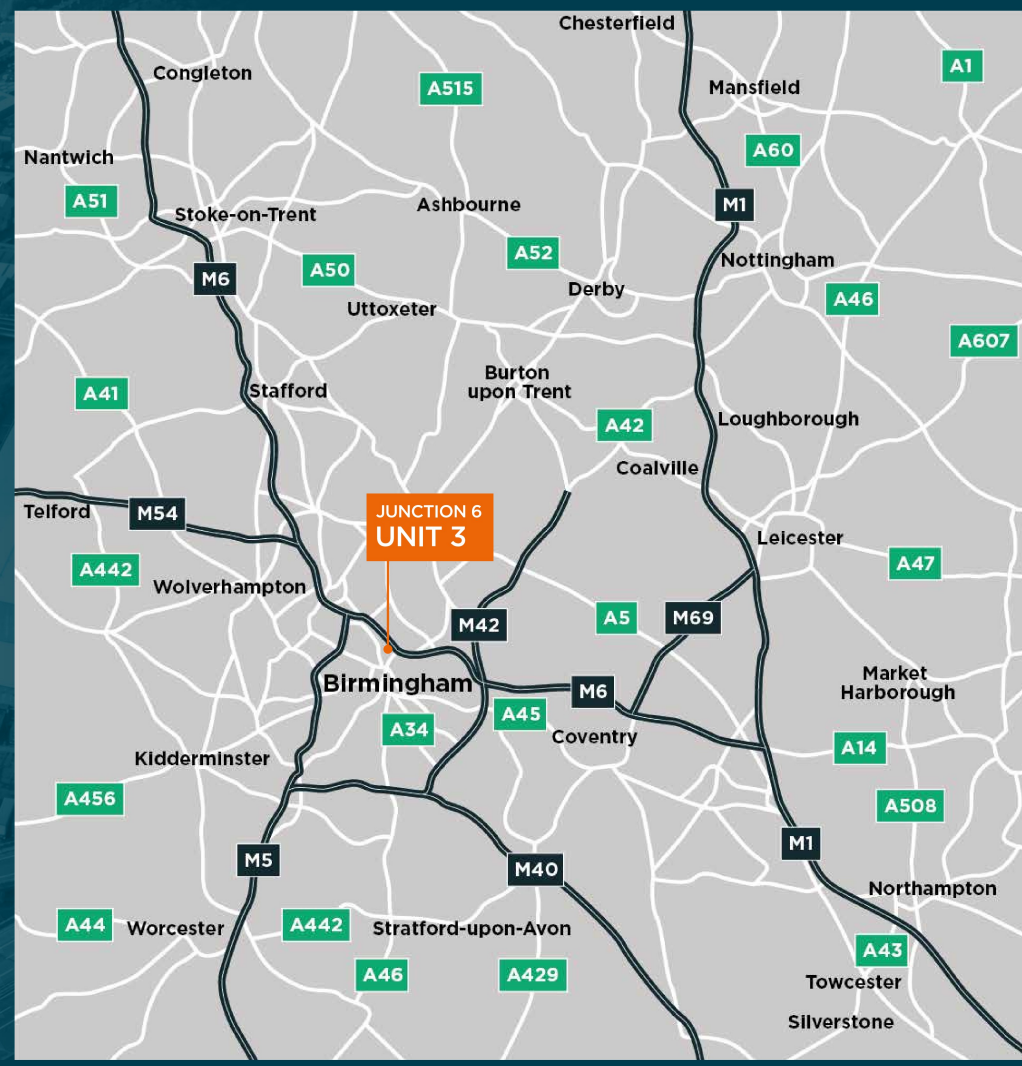 Chesterfield
Congleton
A1
A515
Mansfield
A60
Nantwich
A51
Ashbourne
M1
Stoke-on-Trent
A52
Nottingham
M6
A50
Derby
A46
Uttoxeter
A607
Burton
upon Trent
A41
Stafford
A42
Loughborough
Coalville
Telford
M54
JUNCTION 6
UNIT 3
Leicester
A442
A47
Wolverhampton
M42
A5
M69
Birmingham
M6
Market
Harborough
A34
A45
Coventry
A14
Kidderminster
A456
A508
M5
M40
M1
Northampton
A44
Worcester
A442
Stratford-upon-Avon
A46
A429
A43
Towcester
Silverstone